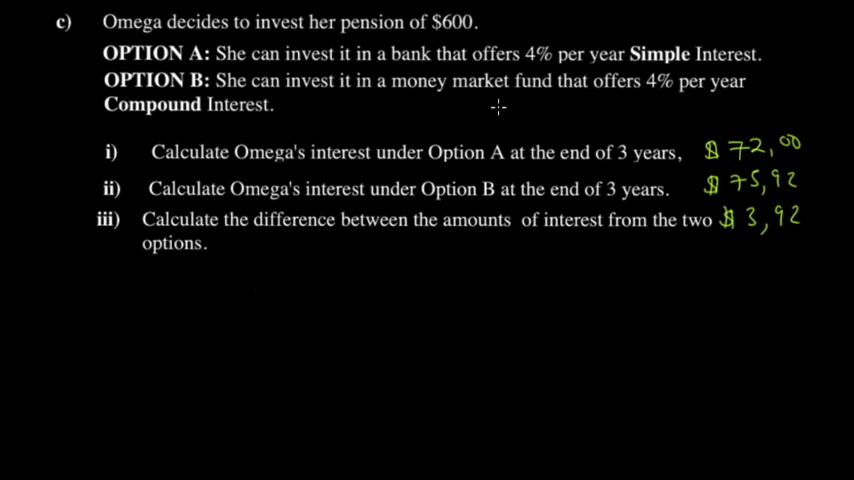 c) Omega decides to invest her pension of $600.
OPTION A: She can invest it in a bank that offers 4% per year Simple Interest.
OPTION B: She can invest it in a money market fund that offers 4% per year
Compound Interest.
i) Calculate Omega's interest under Option A at the end of 3 years, $ 72,00
ii) Calculate Omega's interest under Option B at the end of 3 years. $ 75,92
iii) Calculate the difference between the amounts of interest from the two $ 3,92
options.